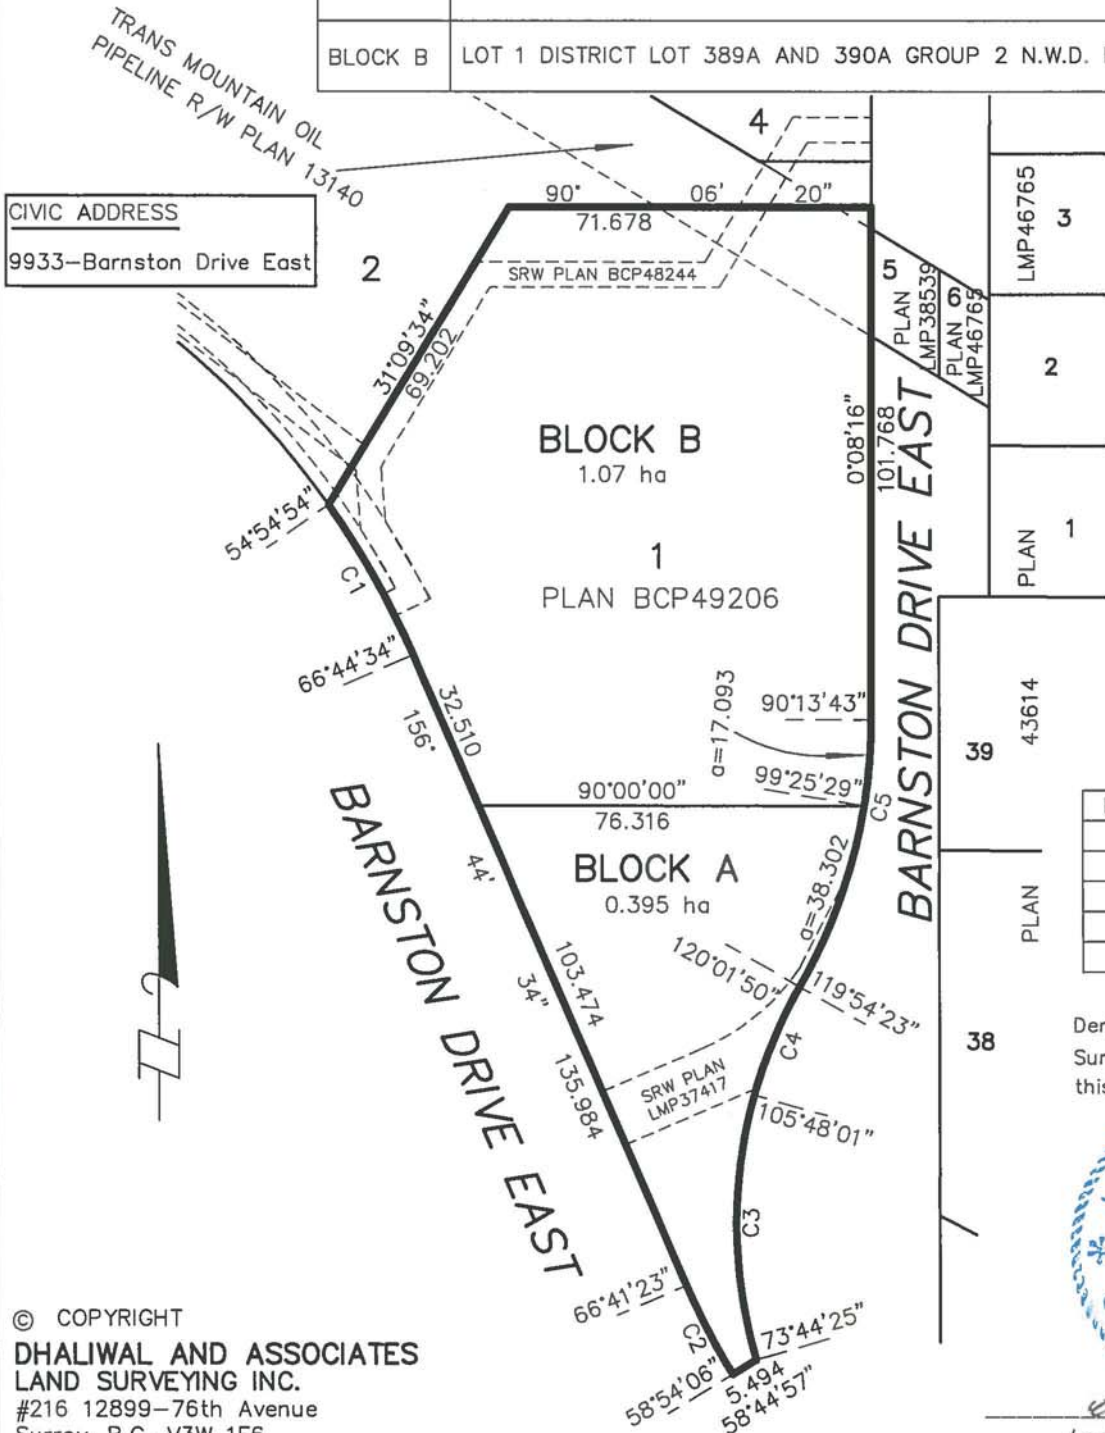 BLOCK B
LOT 1 DISTRICT LOT 389A AND 390A GROUP 2 N.W.D.
TRANS MOUNTAIN OIL
PIPELINE R/W PLAN 13140
CIVIC ADDRESS
9933-Barnston Drive East
4
90° 06' 20"
71.678
2
SRW PLAN BCP48244
3
LMP46765
5
PLAN
LMP38539
6
PLAN
LMP46765
2
31°09'34"
69.202
BLOCK B
1.07 ha
0°08'16"
101.768
1
PLAN
54°54'54"
C1
1
PLAN BCP49206
BARNSTON DRIVE EAST
66°44'34"
32.510
156° 44' 34"
a=17.093
90°13'43"
39
43614
99°25'29"
C5
90°00'00"
76.316
BLOCK A
0.395 ha
a=38.302
PLAN
BARNSTON DRIVE EAST
120°01'50"
119°54'23"
103.474
135.984
C4
38
SRW PLAN
LMP37417
105°48'01"
C3
66°41'23"
C2
73°44'25"
58°54'06"
5.494
58°44'57"
Der
Sur
this
© COPYRIGHT
DHALIWAL AND ASSOCIATES
LAND SURVEYING INC.
#216 12899-76th Avenue